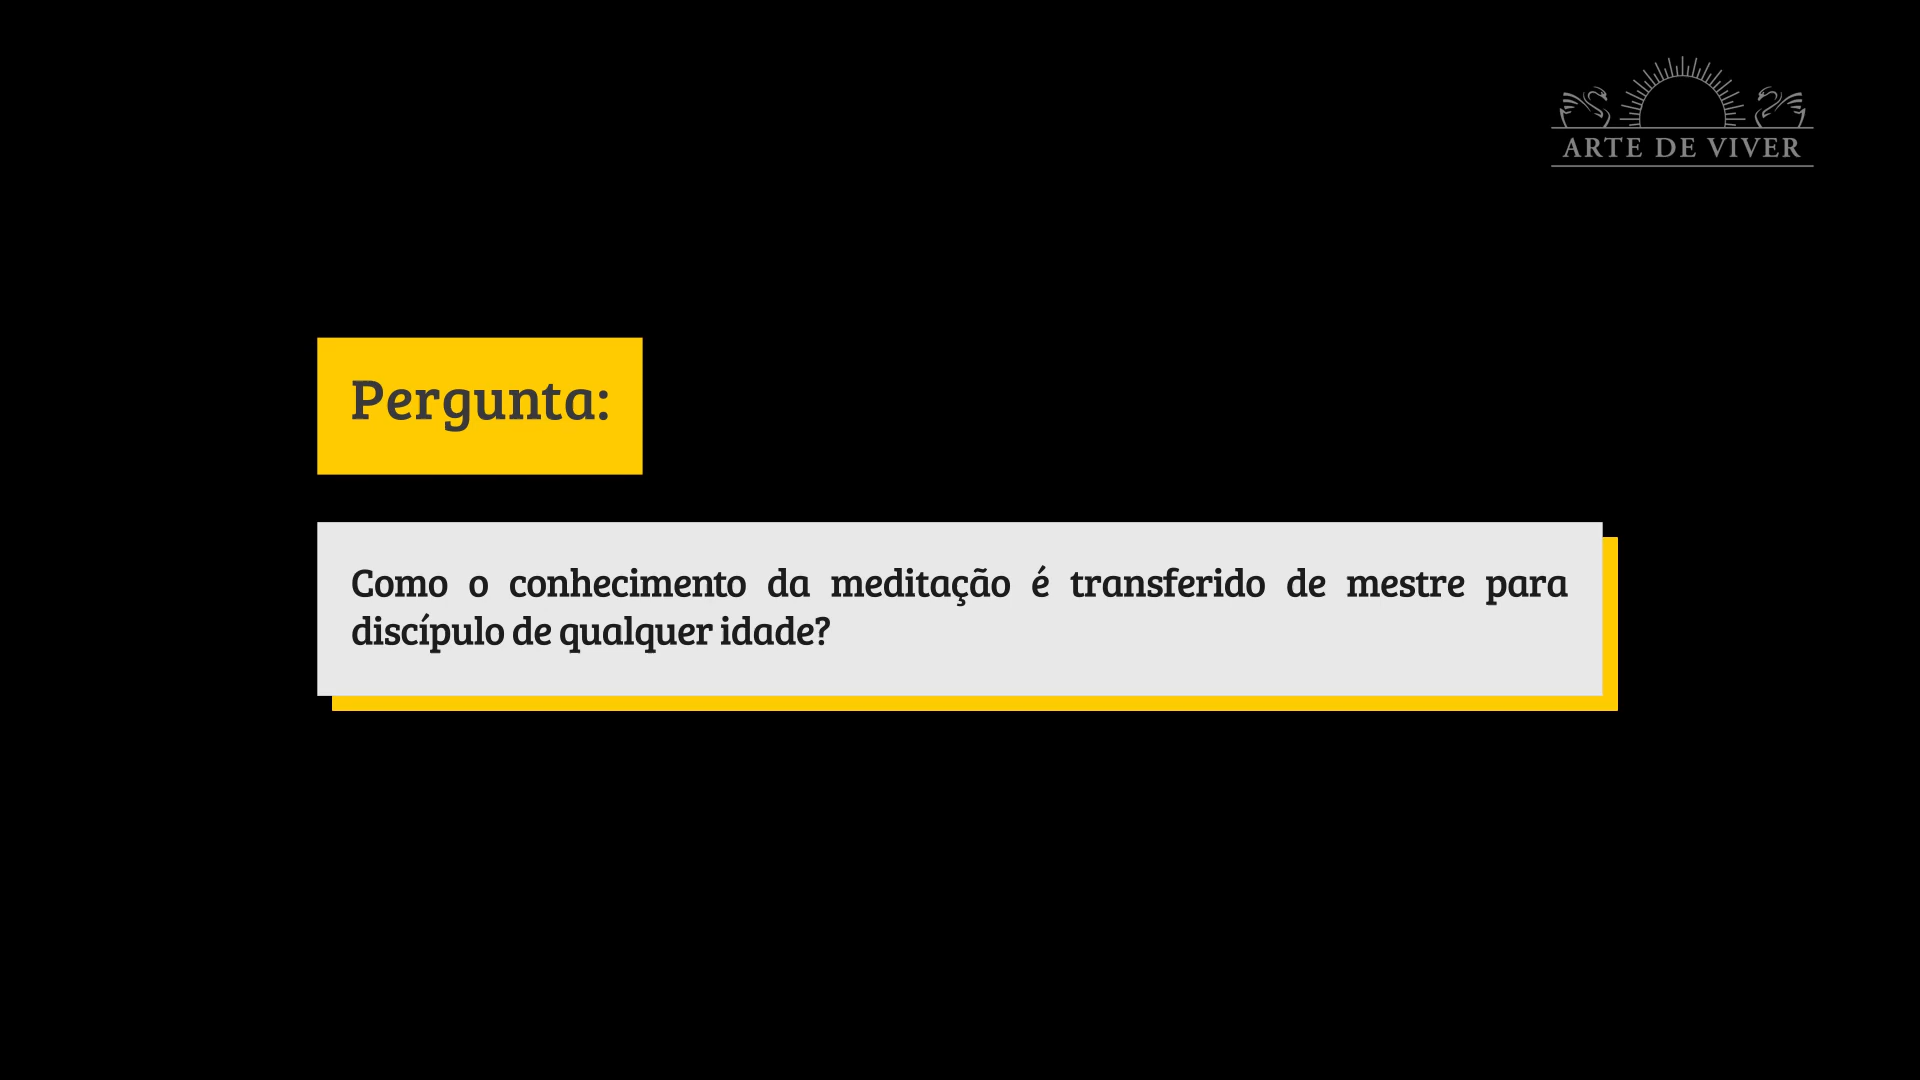 ARTE DE VIVER
Pergunta:
Como o conhecimento da meditação é transferido de mestre para
discípulo de qualquer idade?